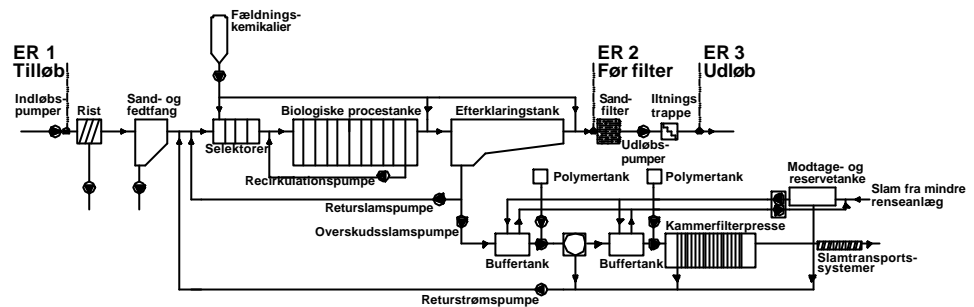 Fældnings-
kemikalier
ER 1
Tilløb
ER 2
Før filter
ER 3
Udløb
Indløbs-
pumper
Rist
Sand- og
fedtfang
Biologiske procestanke
Efterklaringstank
Sand-
filter
Iltnings
trappe
Selektorer
Udløbs-
pumper
Recirkulationspumpe
Polymertank
Polymertank
Modtage- og
reservetanke
Slam fra mindre
renseanlæg
Returslamspumpe
Overskudsslamspumpe
Kammerfilterpresse
Buffertank
Buffertank
Slamtransports-
systemer
Returstrømspumpe